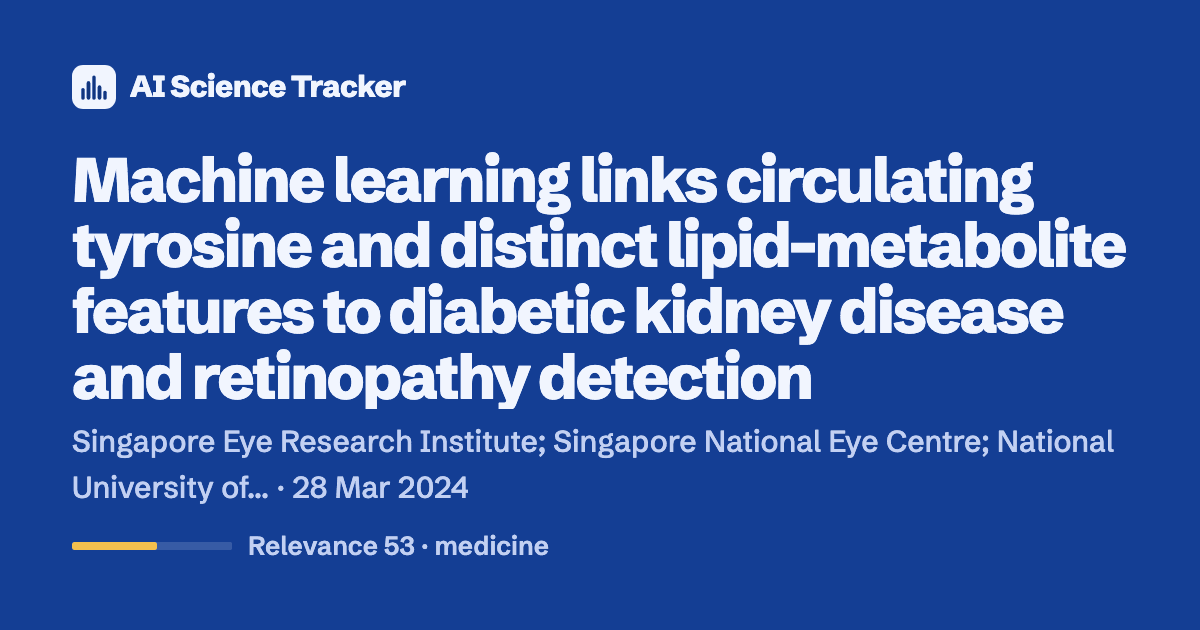 AI Science Tracker
Machine learning links circulating
tyrosine and distinct lipid-metabolite
features to diabetic kidney disease
and retinopathy detection
Singapore Eye Research Institute; Singapore National Eye Centre; National
University of... · 28 Mar 2024
Relevance 53 · medicine